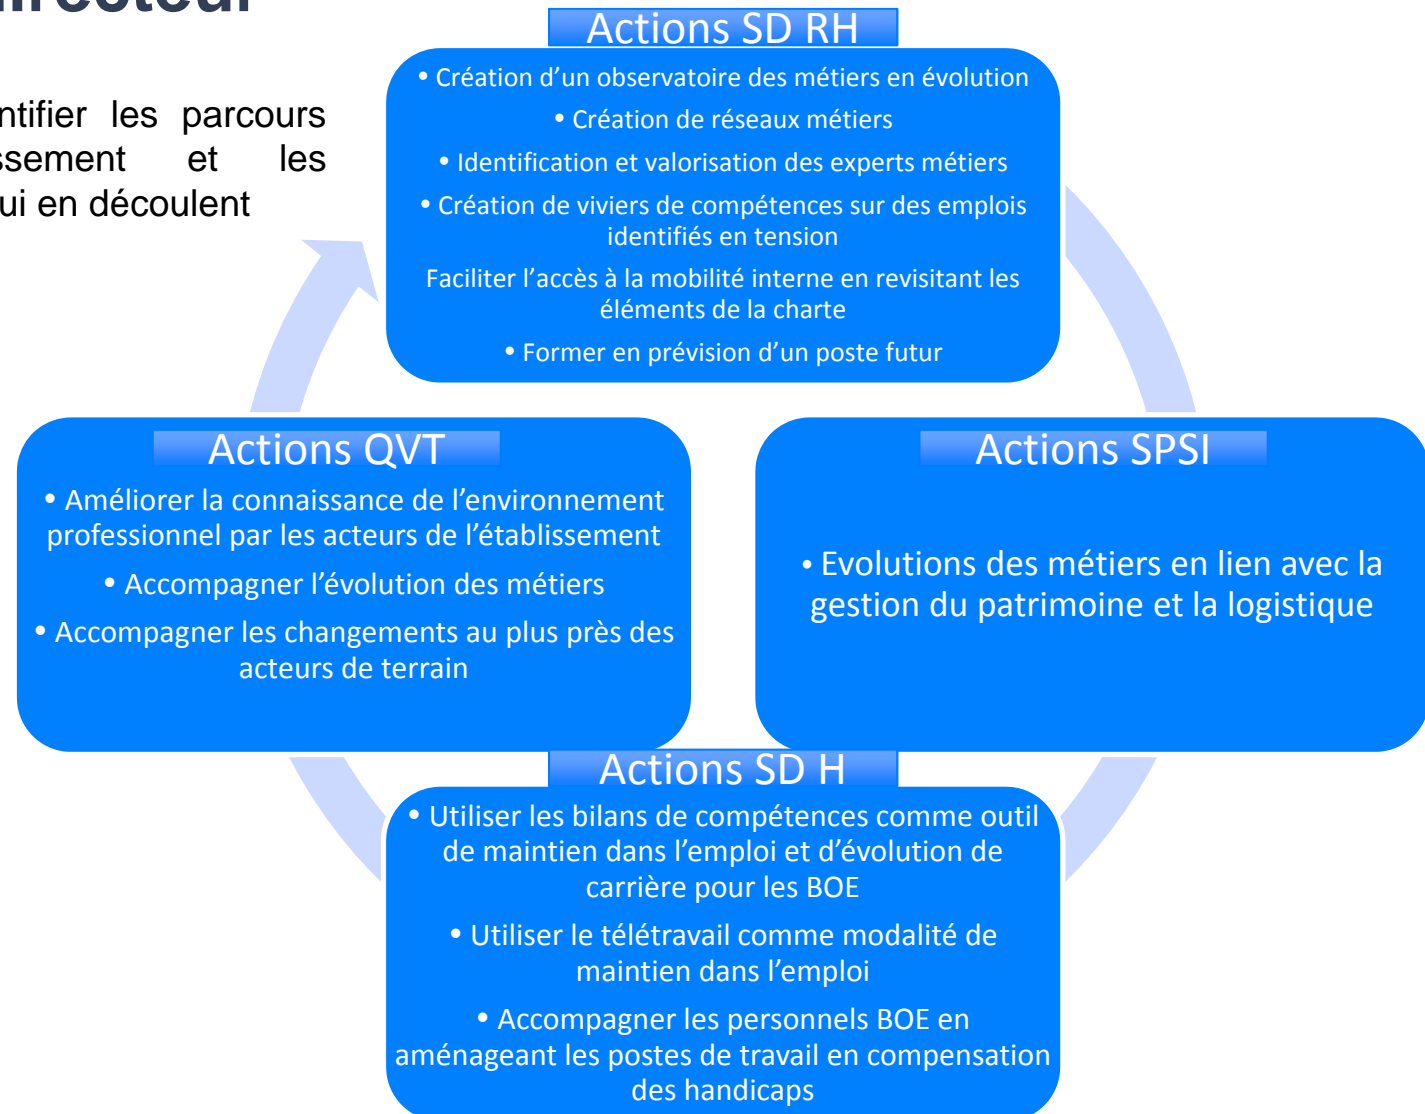 Actions SD RH
• Création d’un observatoire des métiers en évolution
• Création de réseaux métiers
• Identification et valorisation des experts métiers
• Création de viviers de compétences sur des emplois
identifiés en tension
Faciliter l’accès à la mobilité interne en revisitant les
éléments de la charte
• Former en prévision d’un poste futur
les parcours
et les
en découlent
Actions QVT
• Améliorer la connaissance de l’environnement
professionnel par les acteurs de l’établissement
• Accompagner l’évolution des métiers
• Accompagner les changements au plus près des
acteurs de terrain
Actions SPSI
• Evolutions des métiers en lien avec la
gestion du patrimoine et la logistique
Actions SD H
• Utiliser les bilans de compétences comme outil
de maintien dans l’emploi et d’évolution de
carrière pour les BOE
• Utiliser le télétravail comme modalité de
maintien dans l’emploi
• Accompagner les personnels BOE en
aménageant les postes de travail en compensation
des handicaps